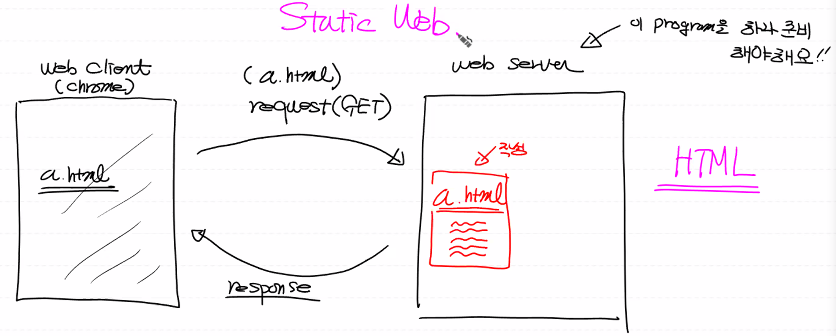 Static Web
이 program을 하나 준비
해야해요!!
web client
(chrome)
(a.html)
request(GET)
web server
a.html
작성
a.html
HTML
response